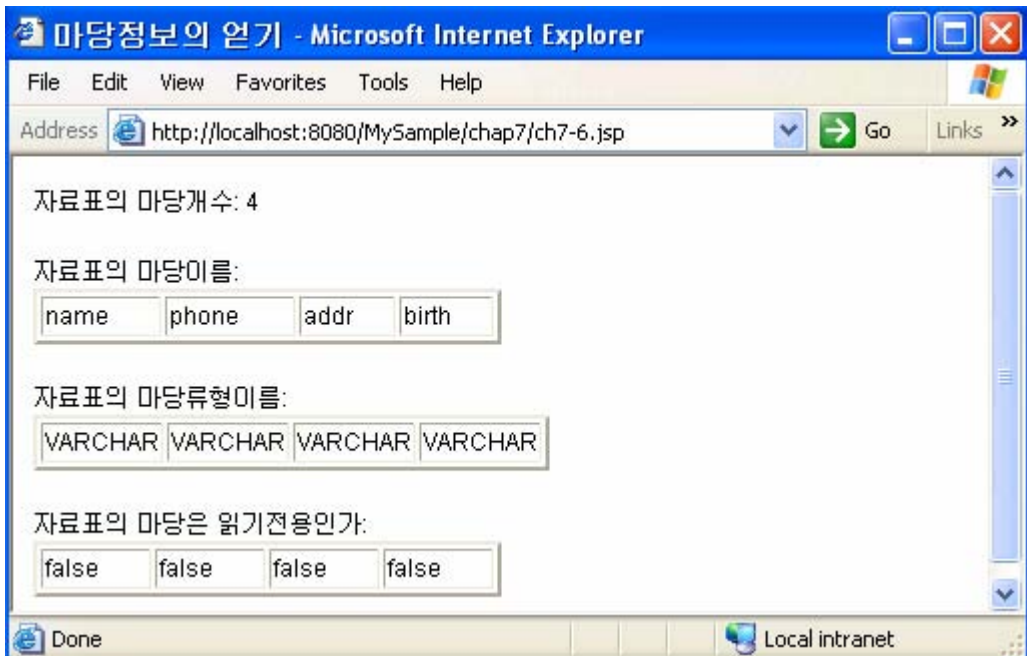 마당정보의 얻기 - Microsoft Internet Explorer
File Edit View Favorites Tools Help
Address http://localhost:8080/MySample/chap7/ch7-6.jsp Go Links »
자료표의 마당개수: 4
자료표의 마당이름:
name phone addr birth
자료표의 마당류형이름:
VARCHAR VARCHAR VARCHAR VARCHAR
자료표의 마당은 읽기전용인가:
false false false false
Done Local intranet